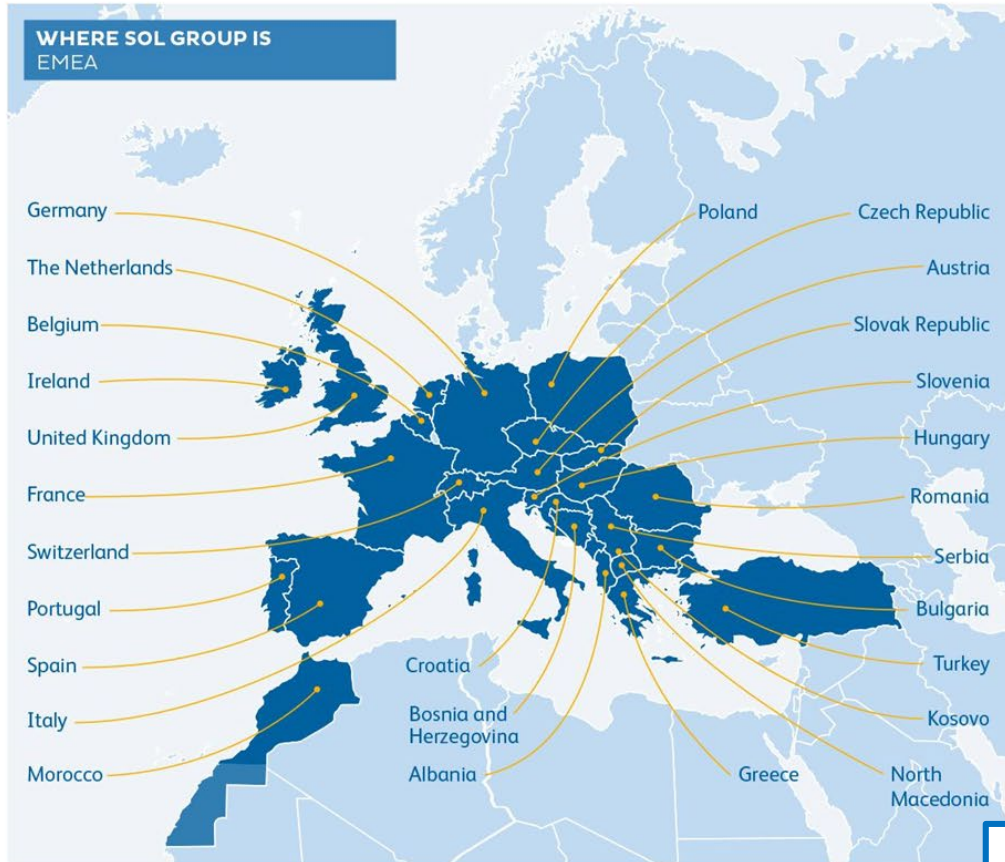 WHERE SOL GROUP IS
EMEA
Germany
The Netherlands
Belgium
Ireland
United Kingdom
France
Switzerland
Portugal
Spain
Italy
Morocco
Poland
Czech Republic
Austria
Slovak Republic
Slovenia
Hungary
Romania
Serbia
Bulgaria
Turkey
Kosovo
North
Macedonia
Croatia
Bosnia and
Herzegovina
Albania
Greece